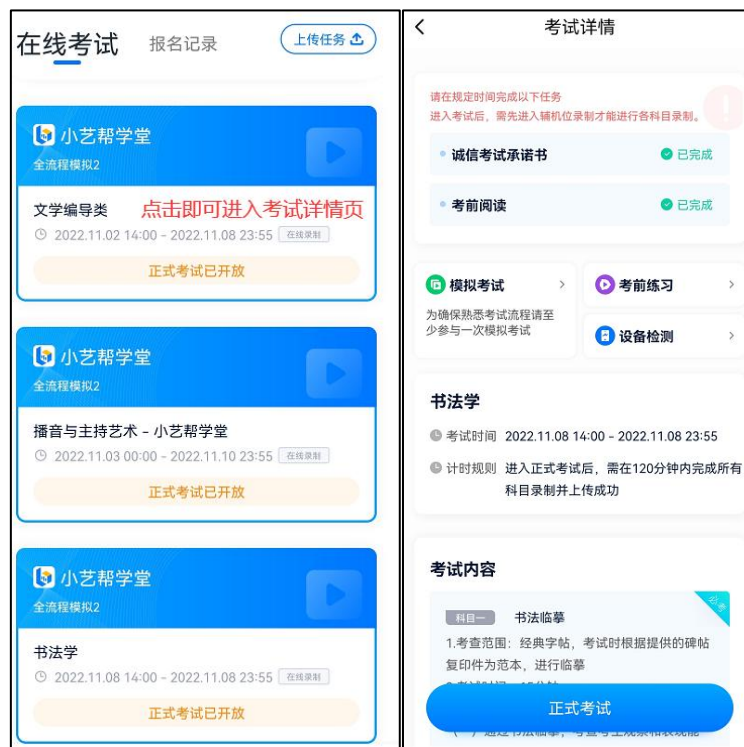 在线考试
报名记录
上传任务
小艺帮学堂
全流程模拟2
文学编导类
点击即可进入考试详情页
2022.11.02 14:00 - 2022.11.08 23:55
在线录制
正式考试已开放
小艺帮学堂
全流程模拟2
播音与主持艺术 - 小艺帮学堂
2022.11.03 00:00 - 2022.11.10 23:55
在线录制
正式考试已开放
小艺帮学堂
全流程模拟2
书法学
2022.11.08 14:00 - 2022.11.08 23:55
在线录制
正式考试已开放
考试详情
请在规定时间完成以下任务
进入考试后，需先进入辅机位录制才能进行各科目录制。
诚信考试承诺书
已完成
考前阅读
已完成
模拟考试
为确保熟悉考试流程请至
少参与一次模拟考试
考前练习
设备检测
书法学
考试时间 2022.11.08 14:00 - 2022.11.08 23:55
计时规则 进入正式考试后，需在120分钟内完成所有
科目录制并上传成功
考试内容
必考
科目一 书法临摹
1.考查范围：经典字帖，考试时根据提供的碑帖
复印件为范本，进行临摹
正式考试